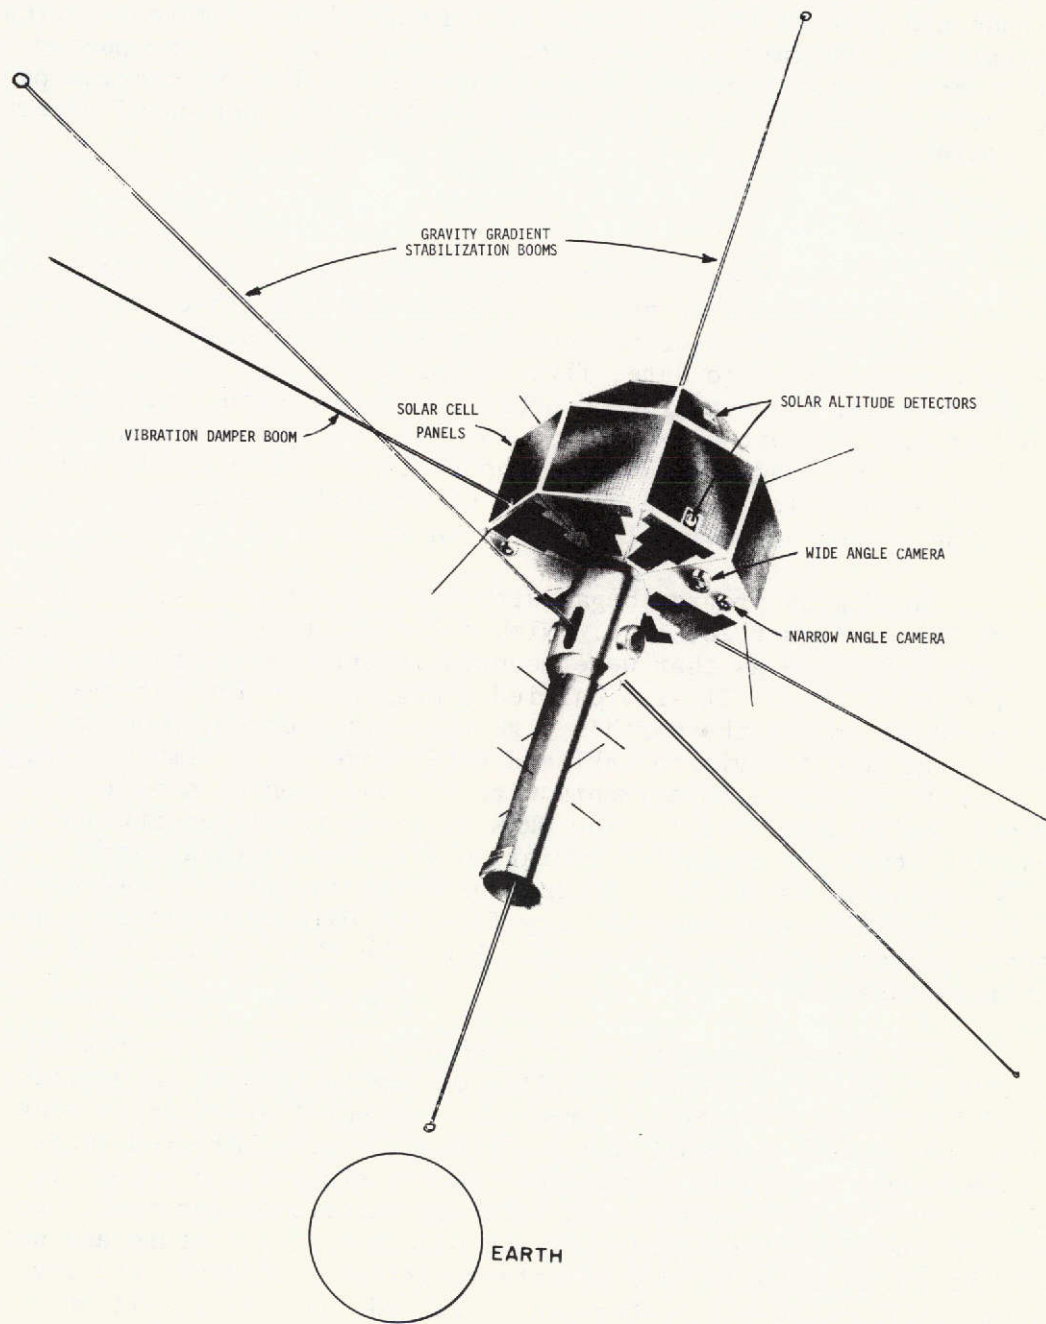 GRAVITY GRADIENT
STABILIZATION BOOMS
SOLAR CELL
PANELS
SOLAR ALTITUDE DETECTORS
VIBRATION DAMPER BOOM
WIDE ANGLE CAMERA
NARROW ANGLE CAMERA
EARTH